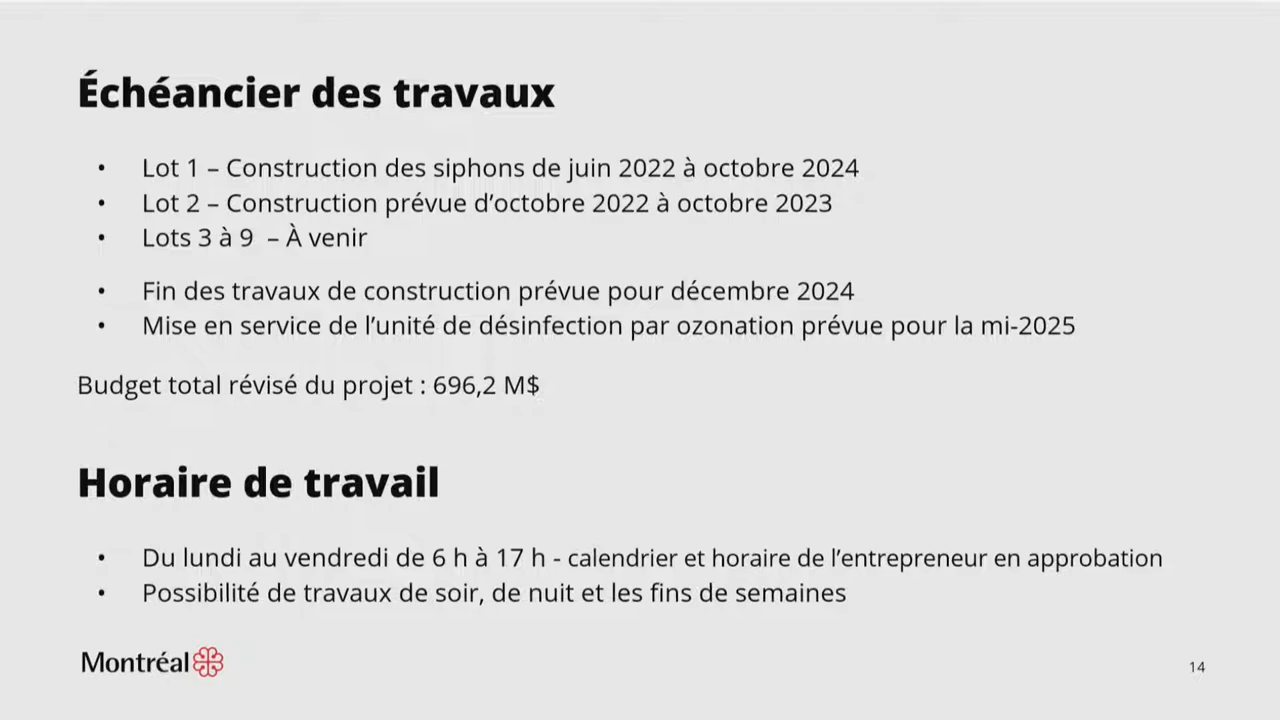 Échéancier des travaux
• Lot 1 – Construction des siphons de juin 2022 à octobre 2024
• Lot 2 – Construction prévue d’octobre 2022 à octobre 2023
• Lots 3 à 9  – À venir
• Fin des travaux de construction prévue pour décembre 2024
• Mise en service de l’unité de désinfection par ozonation prévue pour la mi-2025
Budget total révisé du projet : 696,2 M$
Horaire de travail
• Du lundi au vendredi de 6 h à 17 h - calendrier et horaire de l’entrepreneur en approbation
• Possibilité de travaux de soir, de nuit et les fins de semaines
Montréal
14